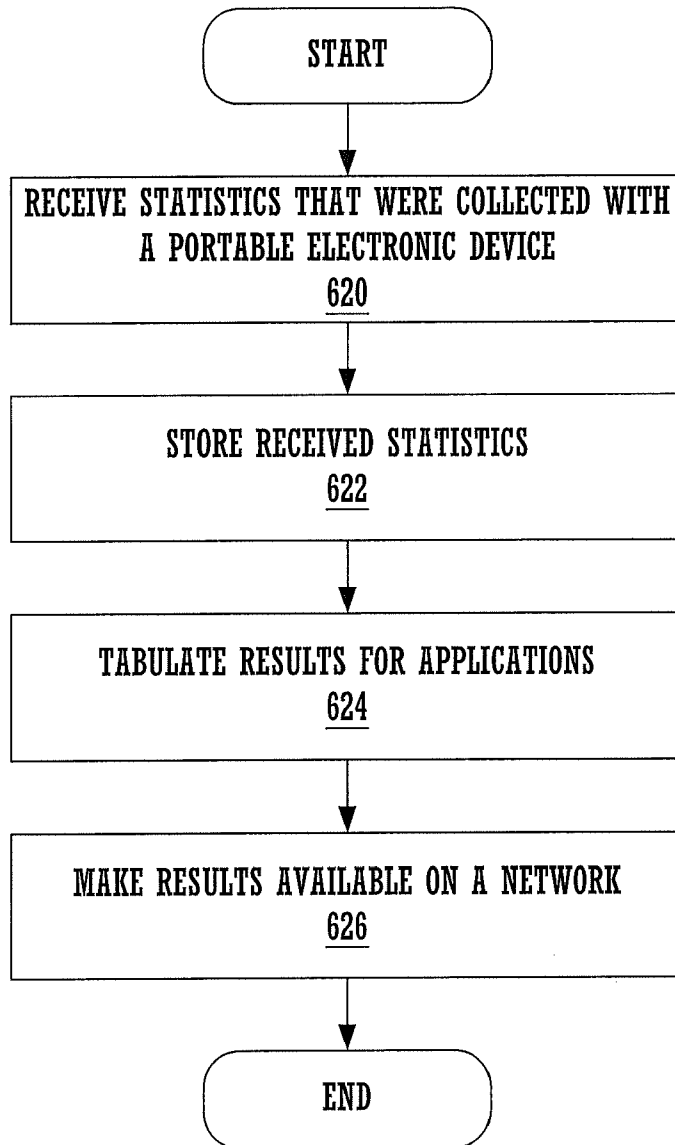 START
RECEIVE STATISTICS THAT WERE COLLECTED WITH
A PORTABLE ELECTRONIC DEVICE
620
STORE RECEIVED STATISTICS
622
TABULATE RESULTS FOR APPLICATIONS
624
MAKE RESULTS AVAILABLE ON A NETWORK
626
END